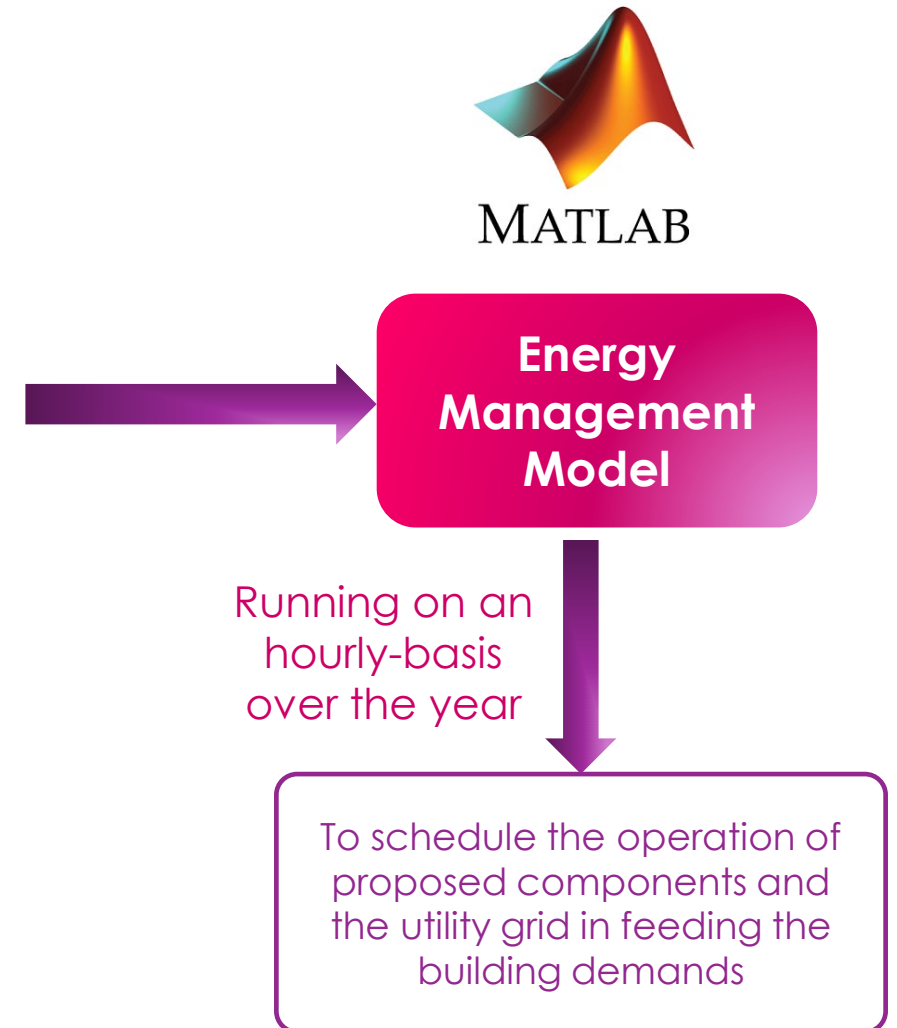 MATLAB
Energy
Management
Model
Running on an
hourly-basis
over the year
To schedule the operation of
proposed components and
the utility grid in feeding the
building demands